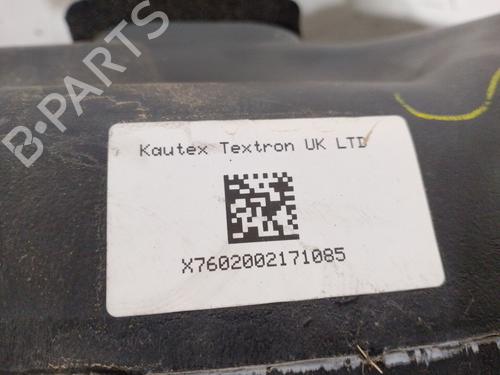 B-PARTS
Kautex Textron UK LTD
X7602002171085